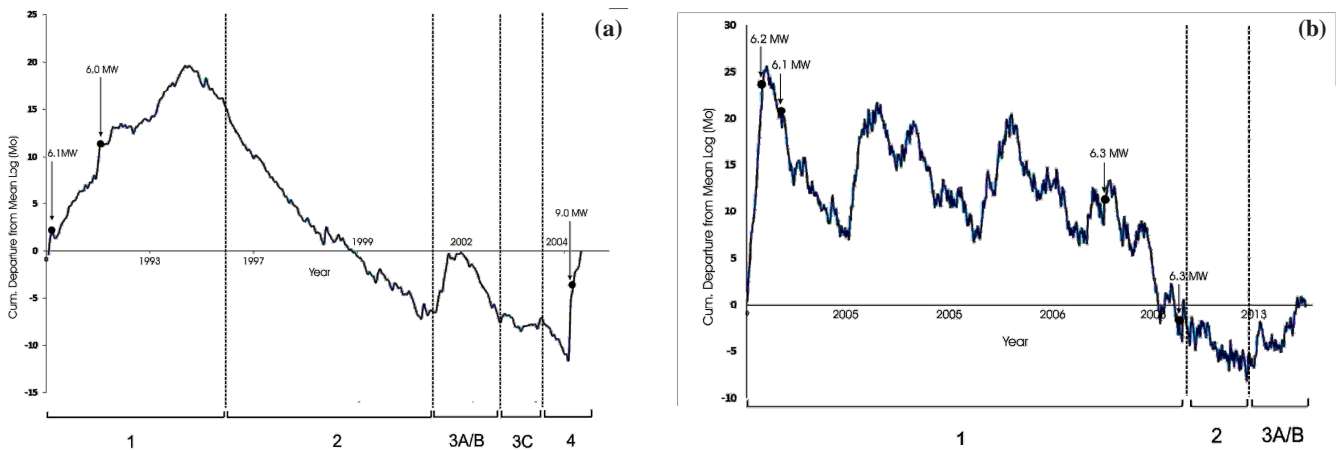 (a)
25
20
15
10
5
0
-5
-10
-15
Cum. Departure from Mean Log (Mo)
6.1MW
6.0 MW
9.0 MW
1993
1997
1999
2002
2004
Year
1
2
3A/B
3C
4
(b)
30
25
20
15
10
5
0
-5
-10
Cum. Departure from Mean Log (Mo)
6.2 MW
6.1 MW
6.3 MW
6.3 MW
2005
2005
2006
2013
Year
1
2
3A/B